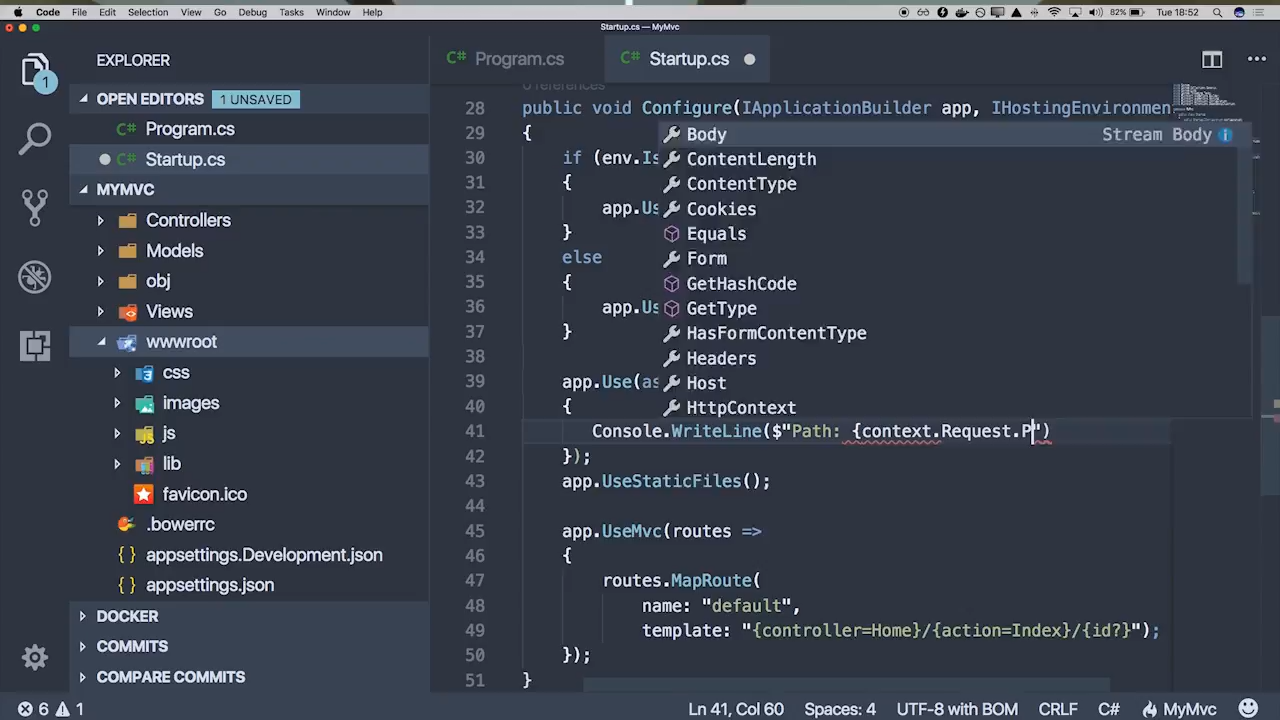 Code File Edit Selection View Go Debug Tasks Window Help 82% Tue 18:52
Startup.cs — MyMvc
EXPLORER
1
OPEN EDITORS 1 UNSAVED
C# Program.cs
C# Startup.cs
MYMVC
Controllers
Models
obj
Views
wwwroot
css
images
js
lib
favicon.ico
.bowerrc
{} appsettings.Development.json
{} appsettings.json
DOCKER
COMMITS
COMPARE COMMITS
C# Program.cs C# Startup.cs
0 references
28 public void Configure(IApplicationBuilder app, IHostingEnvironmen
29 {
30 if (env.Is
31 {
32 app.Us
33 }
34 else
35 {
36 app.Us
37 }
38
39 app.Use(as
40 {
41 Console.WriteLine($"Path: {context.Request.P")
42 });
43 app.UseStaticFiles();
44
45 app.UseMvc(routes =>
46 {
47 routes.MapRoute(
48 name: "default",
49 template: "{controller=Home}/{action=Index}/{id?}");
50 });
51 }
Body Stream Body
ContentLength
ContentType
Cookies
Equals
Form
GetHashCode
GetType
HasFormContentType
Headers
Host
HttpContext
6 1 Ln 41, Col 60 Spaces: 4 UTF-8 with BOM CRLF C# MyMvc